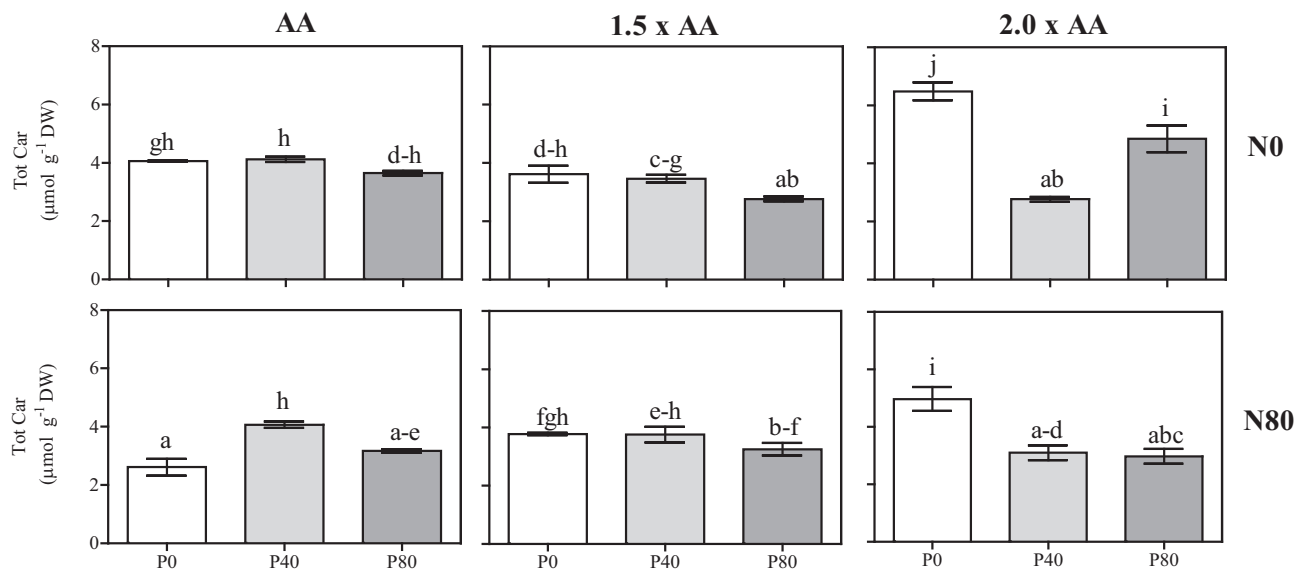 AA 1.5 x AA 2.0 x AA
8
6
4
2
0
Tot Car
(µmol g⁻¹ DW)
gh h d-h
d-h c-g ab
j ab i
N0
8
6
4
2
0
Tot Car
(µmol g⁻¹ DW)
a h a-e
fgh e-h b-f
i a-d abc
N80
P0 P40 P80 P0 P40 P80 P0 P40 P80